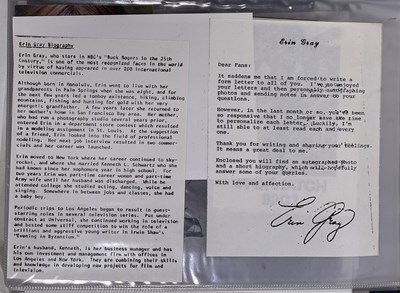 Erin Gray Biography
Erin Gray, who stars in NBC's "Buck Rogers in the 25th
Century," is one of the most recognized faces in the world
by virtue of having appeared in over 300 international
television commercials.
Although born in Honolulu, Erin went to live with her
grandparents in Palm Springs when she was eight, and for
the next few years led a tomboy existence, hiking, climbing
mountains, fishing and hunting for gold with her very
energetic grandfather. A few years later she returned to
her mother's home in San Francisco bay area. Her mother,
who had run a photography studio several years prior,
entered Erin in a department store contest which resulted
in a modeling assignment in St. Louis. At the suggestion
of a friend, Erin looked into the field of professional
modeling. Her next job interview resulted in two commer-
cials and her career was launched.
Erin moved to New York where her career continued to sky-
rocket, and where she married Kenneth L. Schwartz who she
had known since her sophomore year in high school. For
two years Erin was part-time career woman and part-time
Army wife until her husband was discharged. While he
attended college she studied acting, dancing, voice and
singing. Somewhere in between jobs and classes, she had
a baby boy.
Periodic trips to Los Angeles began to result in guest-
starring roles in several television series. Put under
contract at Universal, she continued working in television
and tested some stiff competition to win the role of a
brilliant and aggressive young writer in Irwin Shaw's
"Evening in Byzantium."
Erin's husband, Kenneth, is her business manager and has
his own investment and management firm with offices in
Los Angeles and New York. They are combining their skills
and knowledge in developing new projects for film and
television.
Erin Gray
Dear Fans:
It saddens me that I am forced to write a
form letter to all of you. I've enjoyed
your letters and then personally autographing
photos and sending notes in answer to your
questions.
However, in the last month or so, you've been
so responsive that I no longer have the time
to personalize each letter. Luckily, I'm
still able to at least read each and every
one.
Thank you for writing and sharing your feelings.
It means a great deal to me.
Enclosed you will find an autographed photo
and a short biography, which will hopefully
answer some of your queries.
With love and affection,
Erin Gray